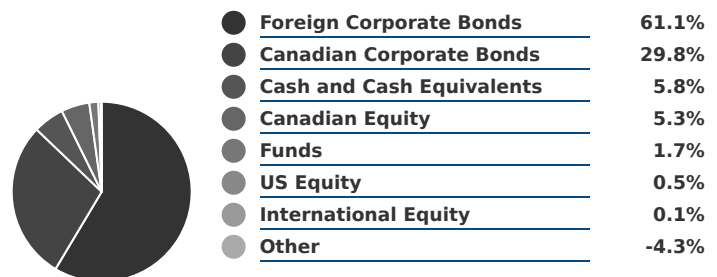 Foreign Corporate Bonds 61.1%
Canadian Corporate Bonds 29.8%
Cash and Cash Equivalents 5.8%
Canadian Equity 5.3%
Funds 1.7%
US Equity 0.5%
International Equity 0.1%
Other -4.3%